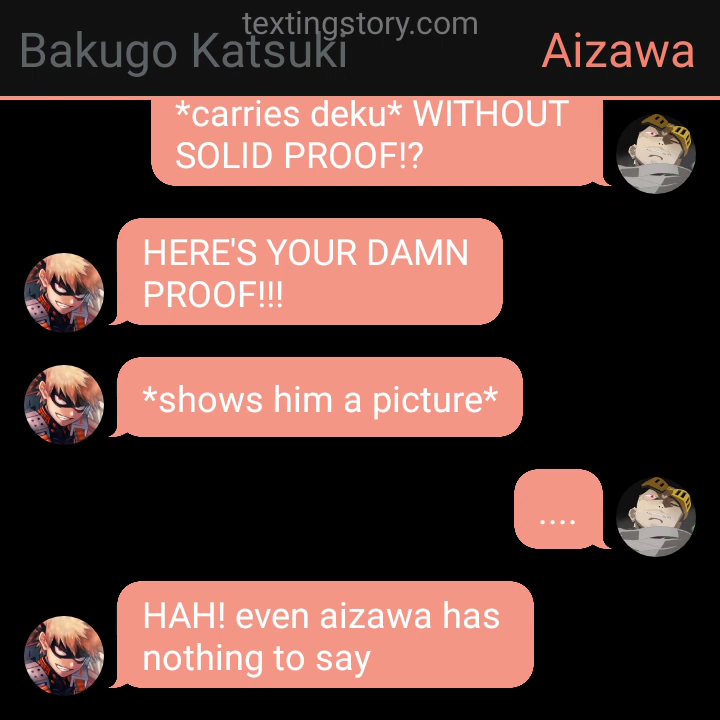 textingstory.com
Bakugo Katsuki
Aizawa
*carries deku* WITHOUT
SOLID PROOF!?
HERE'S YOUR DAMN
PROOF!!!
*shows him a picture*
....
HAH! even aizawa has
nothing to say